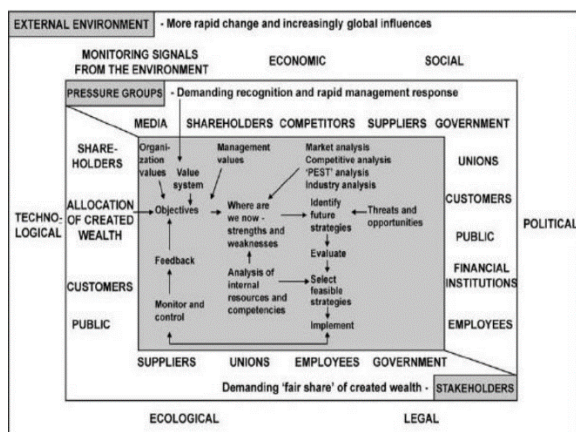 EXTERNAL ENVIRONMENT - More rapid change and increasingly global influences
MONITORING SIGNALS
FROM THE ENVIRONMENT
ECONOMIC
SOCIAL
PRESSURE GROUPS - Demanding recognition and rapid management response
MEDIA SHAREHOLDERS COMPETITORS SUPPLIERS GOVERNMENT
SHARE-
HOLDERS
ALLOCATION
OF CREATED
WEALTH
TECHNO-
LOGICAL
CUSTOMERS
PUBLIC
Organi-
zation
values
Value
system
Management
values
Market analysis
Competitive analysis
'PEST' analysis
Industry analysis
Objectives
Where are
we now -
strengths and
weaknesses
Identify
future
strategies
Threats and
opportunities
Evaluate
Feedback
Analysis of
internal
resources and
competencies
Select
feasible
strategies
Monitor and
control
Implement
UNIONS
CUSTOMERS
PUBLIC
FINANCIAL
INSTITUTIONS
EMPLOYEES
POLITICAL
SUPPLIERS UNIONS EMPLOYEES GOVERNMENT
Demanding 'fair share' of created wealth - STAKEHOLDERS
ECOLOGICAL LEGAL